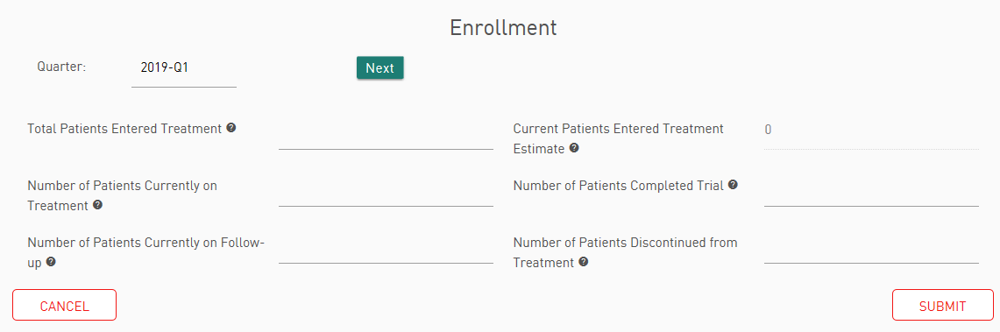 Enrollment
Quarter: 2019-Q1 Next
Total Patients Entered Treatment ?
Current Patients Entered Treatment
Estimate ? 0
Number of Patients Currently on
Treatment ?
Number of Patients Completed Trial ?
Number of Patients Currently on Follow-
up ?
Number of Patients Discontinued from
Treatment ?
CANCEL SUBMIT